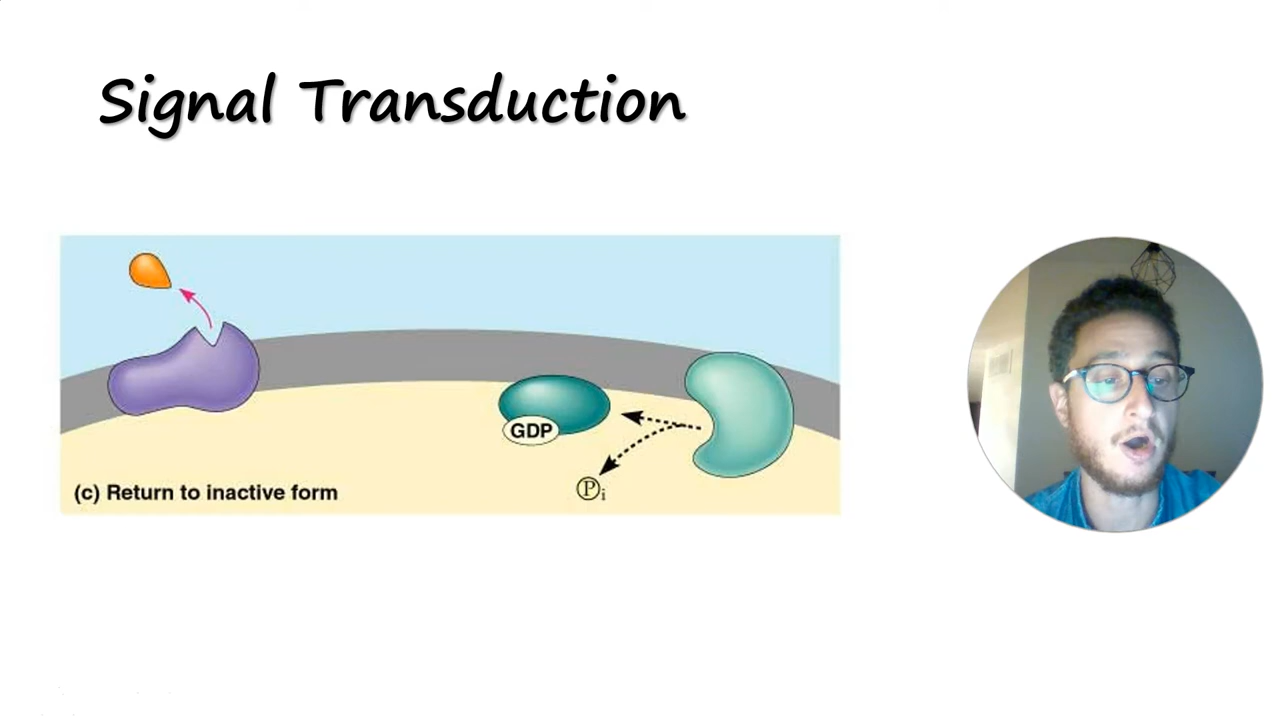 Signal Transduction
GDP
Pi
(c) Return to inactive form